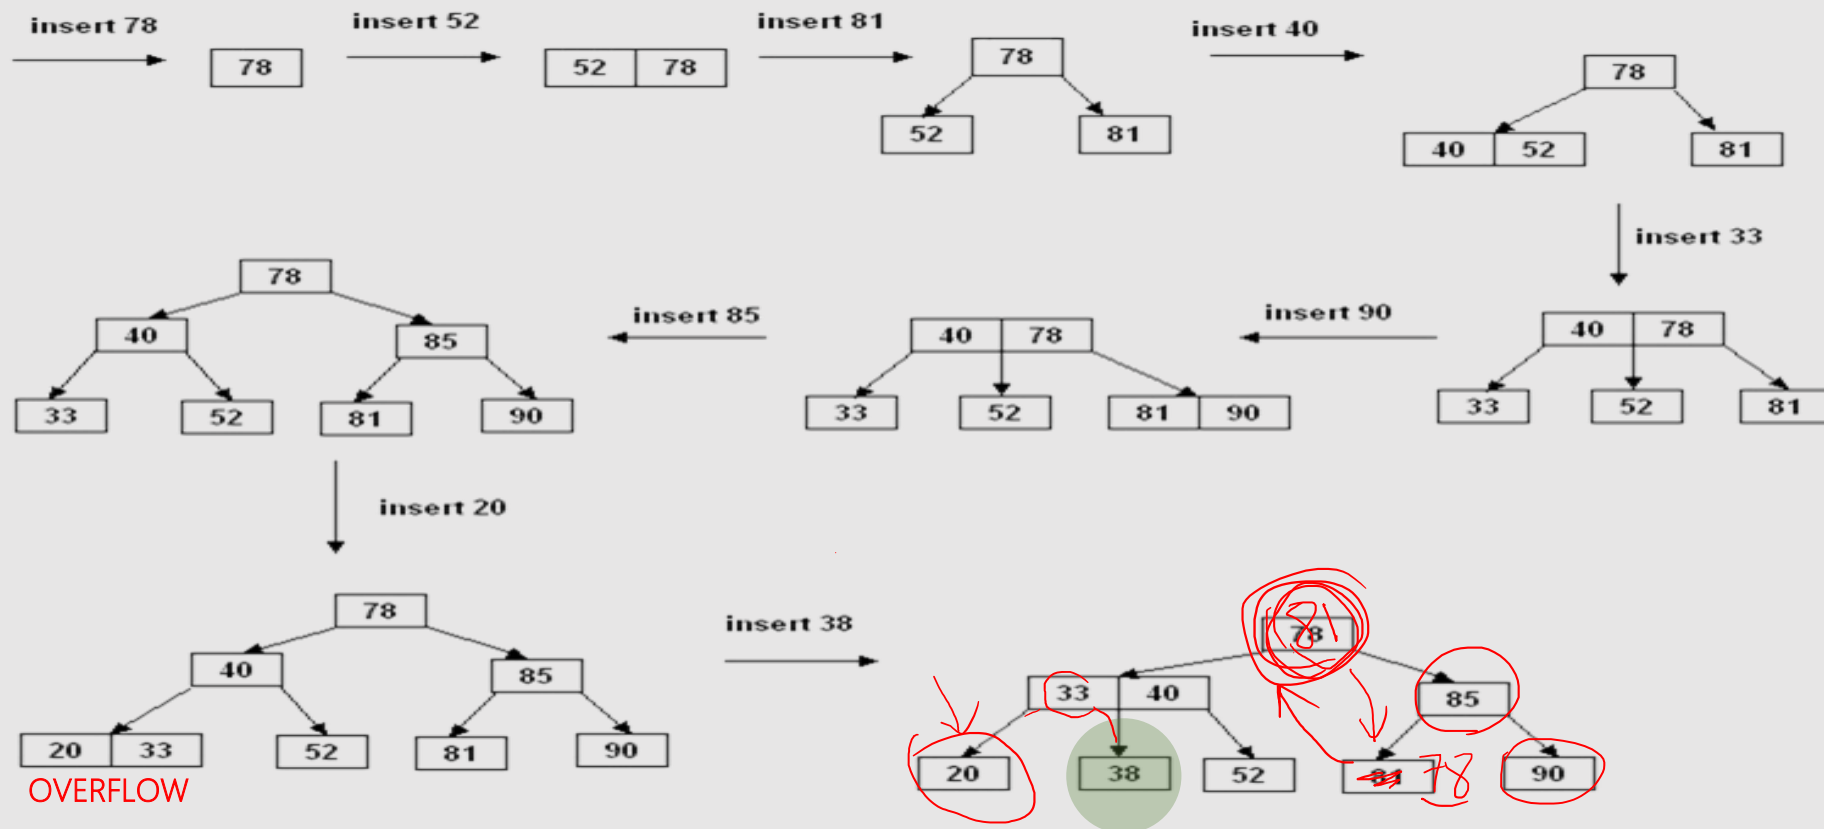 insert 78
78
insert 52
52 78
insert 81
78
52 81
insert 40
78
40 52 81
insert 33
40 78
33 52 81
insert 90
40 78
33 52 81 90
insert 85
78
40 85
33 52 81 90
insert 20
78
40 85
20 33 52 81 90
OVERFLOW
insert 38
78 81
33 40 85
20 38 52 81 78 90